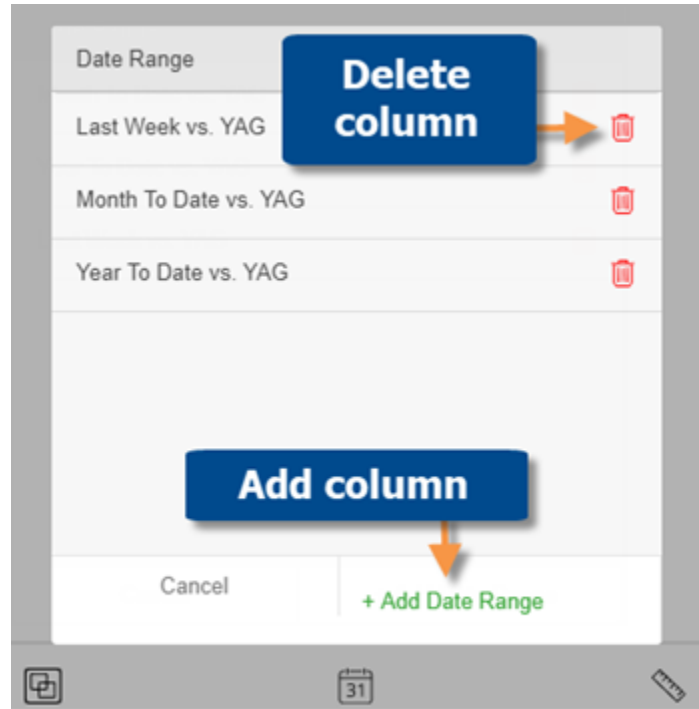 Date Range
Delete
column
Last Week vs. YAG
Month To Date vs. YAG
Year To Date vs. YAG
Add column
Cancel
+ Add Date Range
31